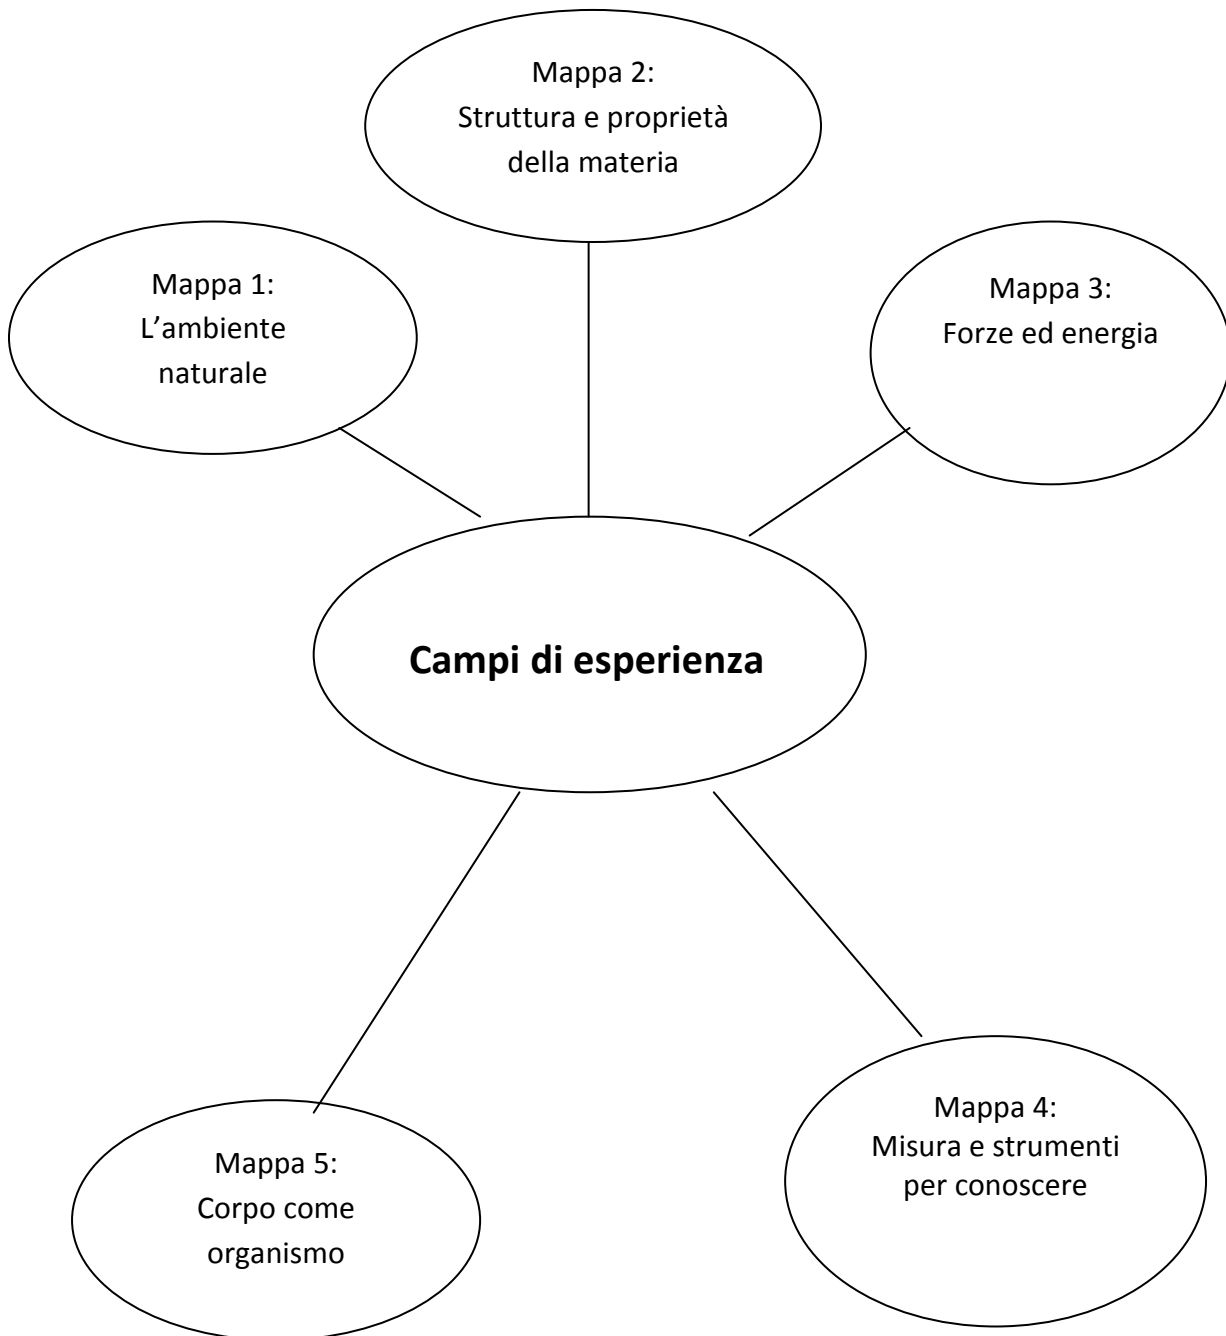 Mappa 2:
Struttura e proprietà
della materia
Mappa 1:
L’ambiente
naturale
Mappa 3:
Forze ed energia
Campi di esperienza
Mappa 4:
Misura e strumenti
per conoscere
Mappa 5:
Corpo come
organismo